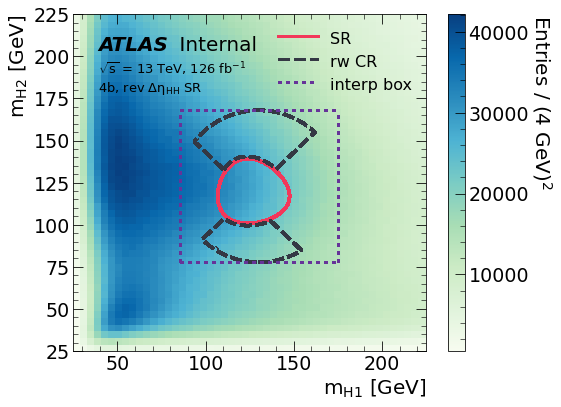 ATLAS Internal
√s = 13 TeV, 126 fb⁻¹
4b, rev Δη_HH SR
SR
rw CR
interp box
m_H2 [GeV]
225
200
175
150
125
100
75
50
25
50
100
150
200
m_H1 [GeV]
40000
30000
20000
10000
Entries / (4 GeV)²